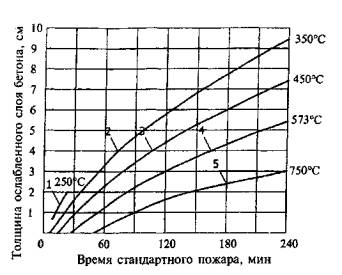 Толщина ослабленного слоя бетона, см
10
9
8
7
6
5
4
3
2
1
350°С
450°С
573°С
750°С
1 250°С
2
3
4
5
0 60 120 180 240
Время стандартного пожара, мин